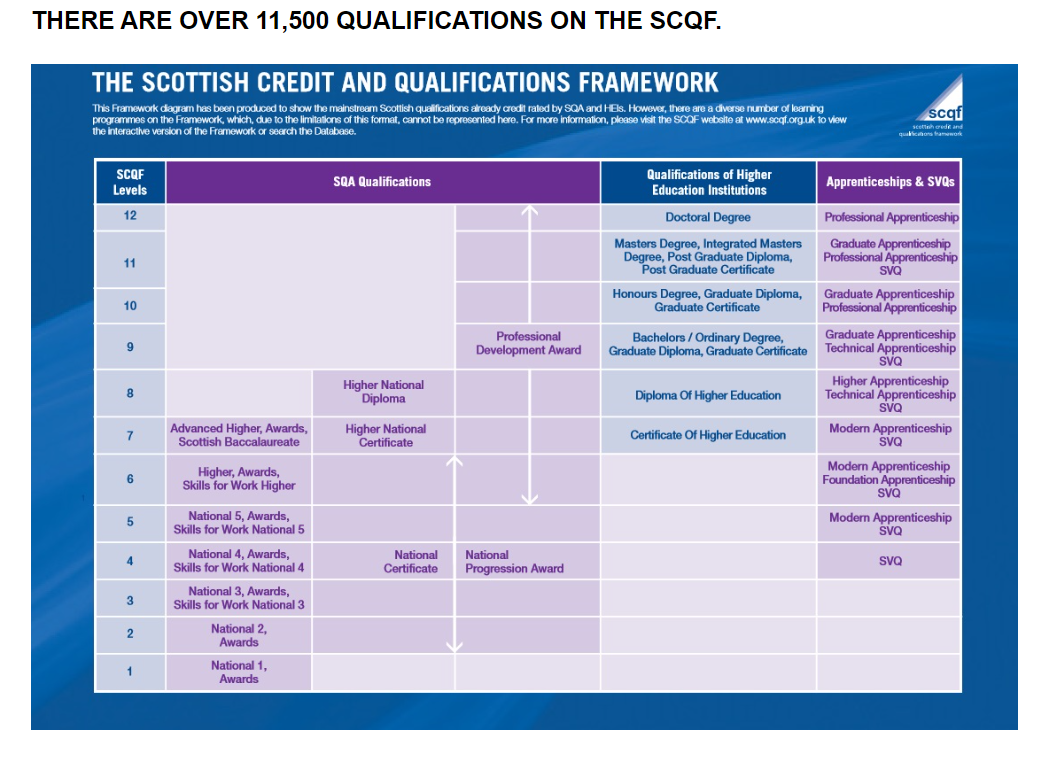 THERE ARE OVER 11,500 QUALIFICATIONS ON THE SCQF.
THE SCOTTISH CREDIT AND QUALIFICATIONS FRAMEWORK
This Framework diagram has been produced to show the mainstream Scottish qualifications already credit rated by SQA and HEIs. However, there are a diverse number of learning
programmes on the Framework, which, due to the limitations of this format, cannot be represented here. For more information, please visit the SCQF website at www.scqf.org.uk to view
the interactive version of the Framework or search the Database.
scqf
scottish credit and
qualifications framework
SCQF
Levels
SQA Qualifications
Qualifications of Higher
Education Institutions
Apprenticeships & SVQs
12
Doctoral Degree
Professional Apprenticeship
11
Masters Degree, Integrated Masters
Degree, Post Graduate Diploma,
Post Graduate Certificate
Graduate Apprenticeship
Professional Apprenticeship
SVQ
10
Honours Degree, Graduate Diploma,
Graduate Certificate
Graduate Apprenticeship
Professional Apprenticeship
9
Professional
Development Award
Bachelors / Ordinary Degree,
Graduate Diploma, Graduate Certificate
Graduate Apprenticeship
Technical Apprenticeship
SVQ
8
Higher National
Diploma
Diploma Of Higher Education
Higher Apprenticeship
Technical Apprenticeship
SVQ
7
Advanced Higher, Awards,
Scottish Baccalaureate
Higher National
Certificate
Certificate Of Higher Education
Modern Apprenticeship
SVQ
6
Higher, Awards,
Skills for Work Higher
Modern Apprenticeship
Foundation Apprenticeship
SVQ
5
National 5, Awards,
Skills for Work National 5
Modern Apprenticeship
SVQ
4
National 4, Awards,
Skills for Work National 4
National
Certificate
National
Progression Award
SVQ
3
National 3, Awards,
Skills for Work National 3
2
National 2,
Awards
1
National 1,
Awards